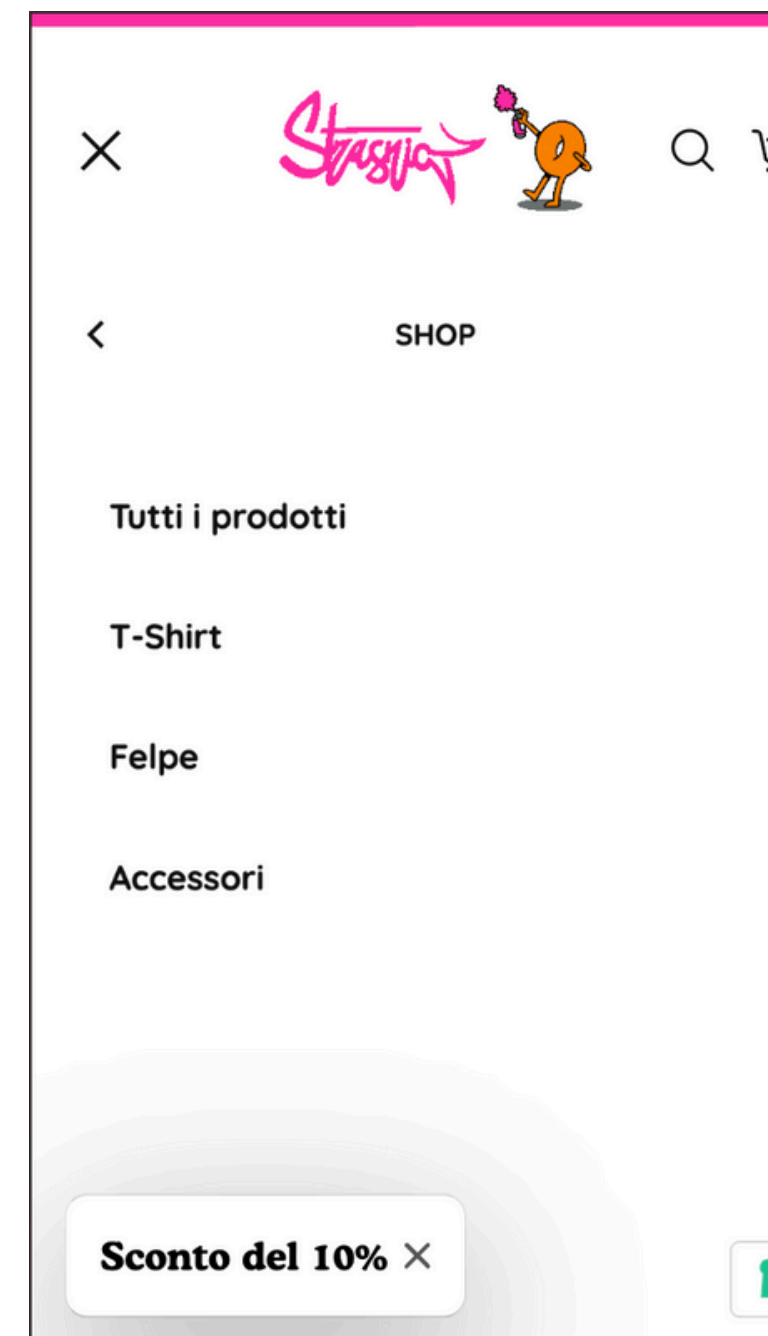 SHOP
Tutti i prodotti
T-Shirt
Felpe
Accessori
Sconto del 10%